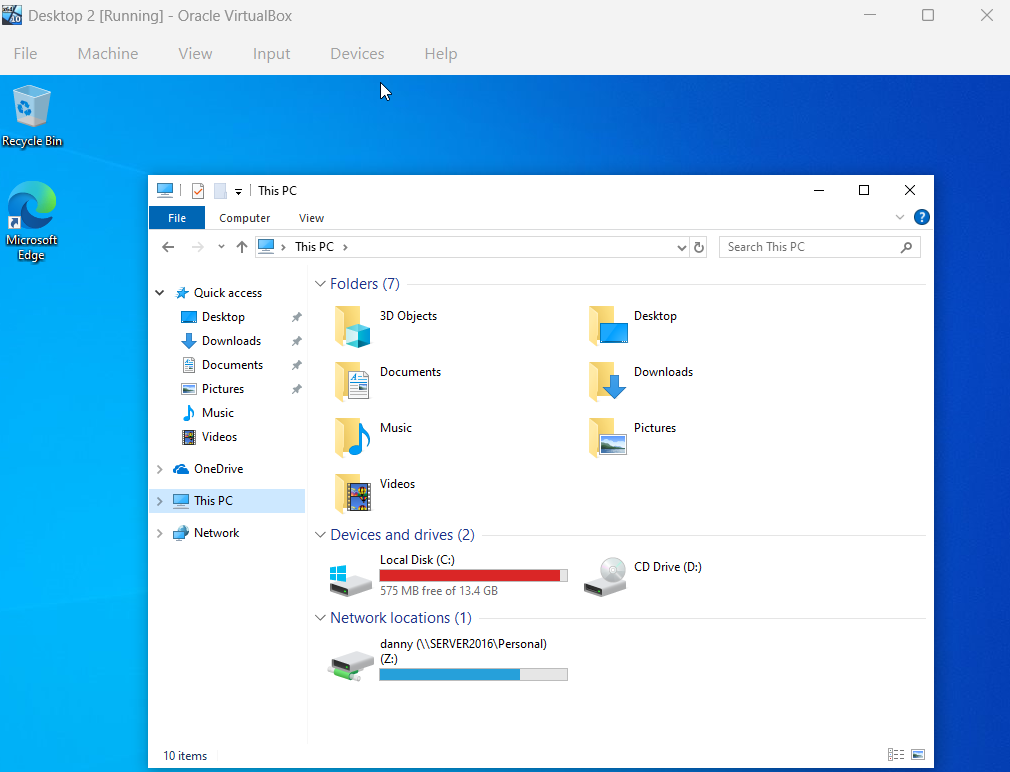 Desktop 2 [Running] - Oracle VirtualBox
File Machine View Input Devices Help
Recycle Bin
Microsoft
Edge
This PC
File Computer View
This PC
Search This PC
Quick access
Desktop
Downloads
Documents
Pictures
Music
Videos
OneDrive
This PC
Network
Folders (7)
3D Objects
Desktop
Documents
Downloads
Music
Pictures
Videos
Devices and drives (2)
Local Disk (C:)
575 MB free of 13.4 GB
CD Drive (D:)
Network locations (1)
danny (\\SERVER2016\Personal)
(Z:)
10 items